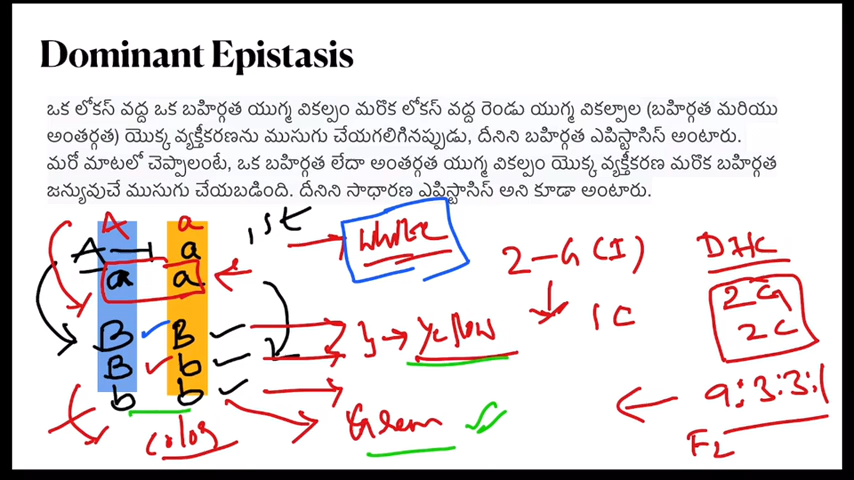 Dominant Epistasis
ఒక లోకస్ వద్ద ఒక బహిర్గత యుగ్మ వికల్పం మరొక లోకస్ వద్ద రెండు యుగ్మ వికల్పాల (బహిర్గత మరియు
అంతర్గత) యొక్క వ్యక్తీకరణను ముసుగు చేయగలిగినప్పుడు, దీనిని బహిర్గత ఎపిస్టాసిస్ అంటారు.
మరో మాటలో చెప్పాలంటే, ఒక బహిర్గత లేదా అంతర్గత యుగ్మ వికల్పం యొక్క వ్యక్తీకరణ మరొక బహిర్గత
జన్యువుచే ముసుగు చేయబడింది. దీనిని సాధారణ ఎపిస్టాసిస్ అని కూడా అంటారు.
A a
A a
a a
B B
B b
b b
color
1st
white
yellow
Green
2-G (I)
1C
DHC
2G
2C
9:3:3:1
F2